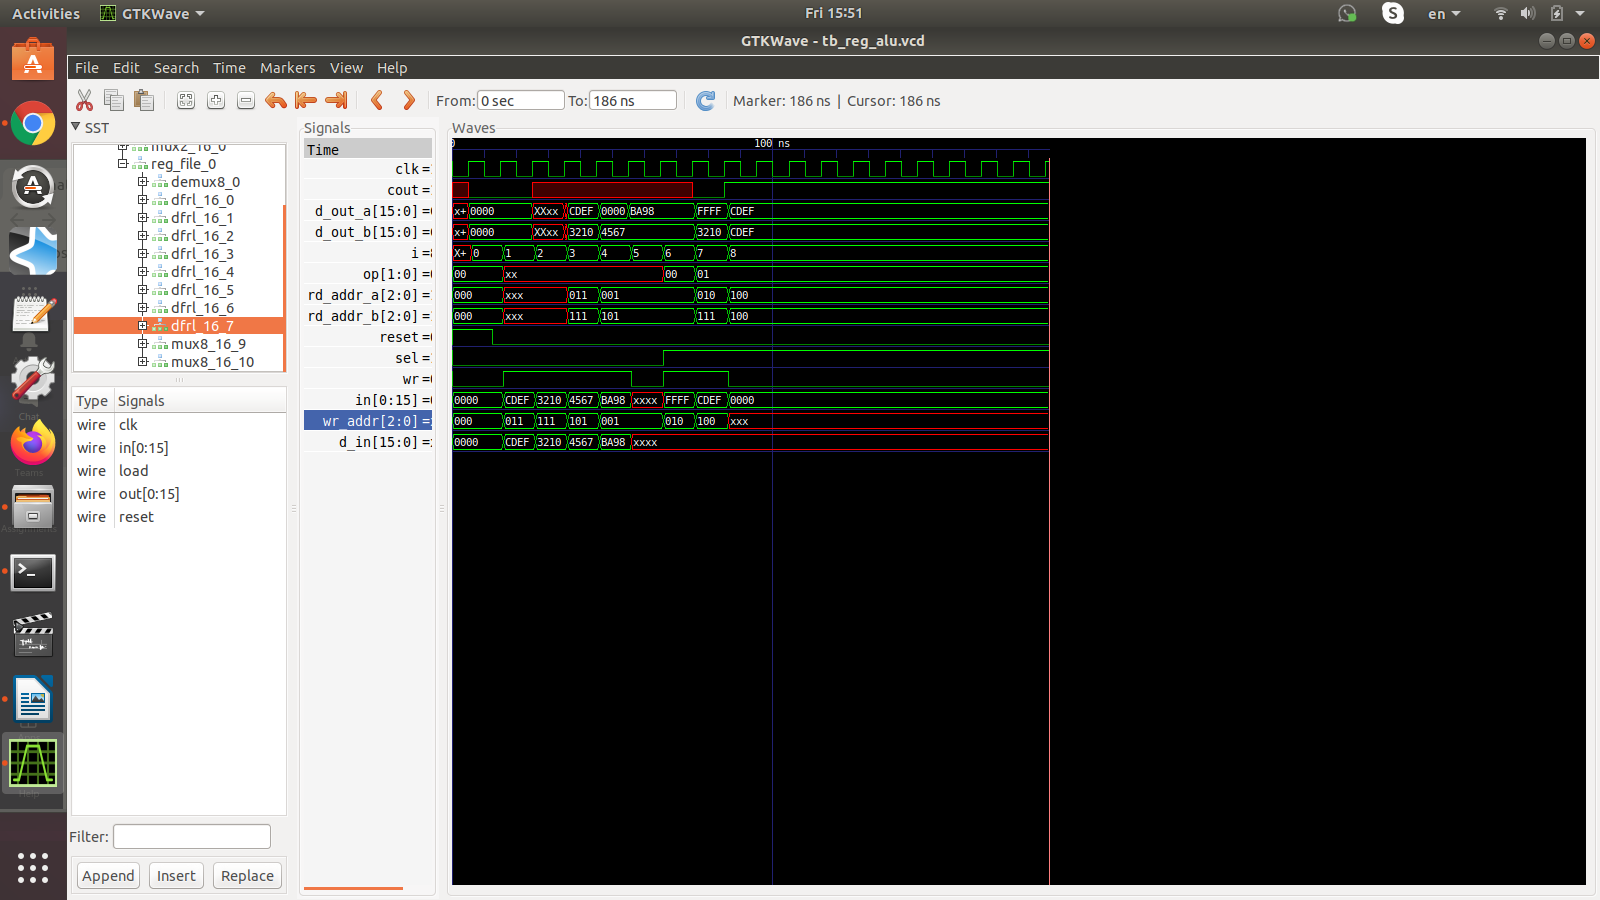 Activities GTKWave Fri 15:51 S en
GTKWave - tb_reg_alu.vcd
File Edit Search Time Markers View Help
From: 0 sec To: 186 ns Marker: 186 ns | Cursor: 186 ns
SST
mux2_16_0
reg_file_0
demux8_0
dfrl_16_0
dfrl_16_1
dfrl_16_2
dfrl_16_3
dfrl_16_4
dfrl_16_5
dfrl_16_6
dfrl_16_7
mux8_16_9
mux8_16_10
Type Signals
wire clk
wire in[0:15]
wire load
wire out[0:15]
wire reset
Filter:
Append Insert Replace
Signals
Time
clk=
cout=
d_out_a[15:0]=
d_out_b[15:0]=
i=
op[1:0]=
rd_addr_a[2:0]=
rd_addr_b[2:0]=
reset=
sel=
wr=
in[0:15]=
wr_addr[2:0]=
d_in[15:0]=
Waves
0 100 ns
x+ 0000 XXxx CDEF 0000 BA98 FFFF CDEF
x+ 0000 XXxx 3210 4567 3210 CDEF
X+ 0 1 2 3 4 5 6 7 8
00 xx 00 01
000 xxx 011 001 010 100
000 xxx 111 101 111 100
0000 CDEF 3210 4567 BA98 xxxx FFFF CDEF 0000
000 011 111 101 001 010 100 xxx
0000 CDEF 3210 4567 BA98 xxxx
Chat
Teams
Assignments
Help